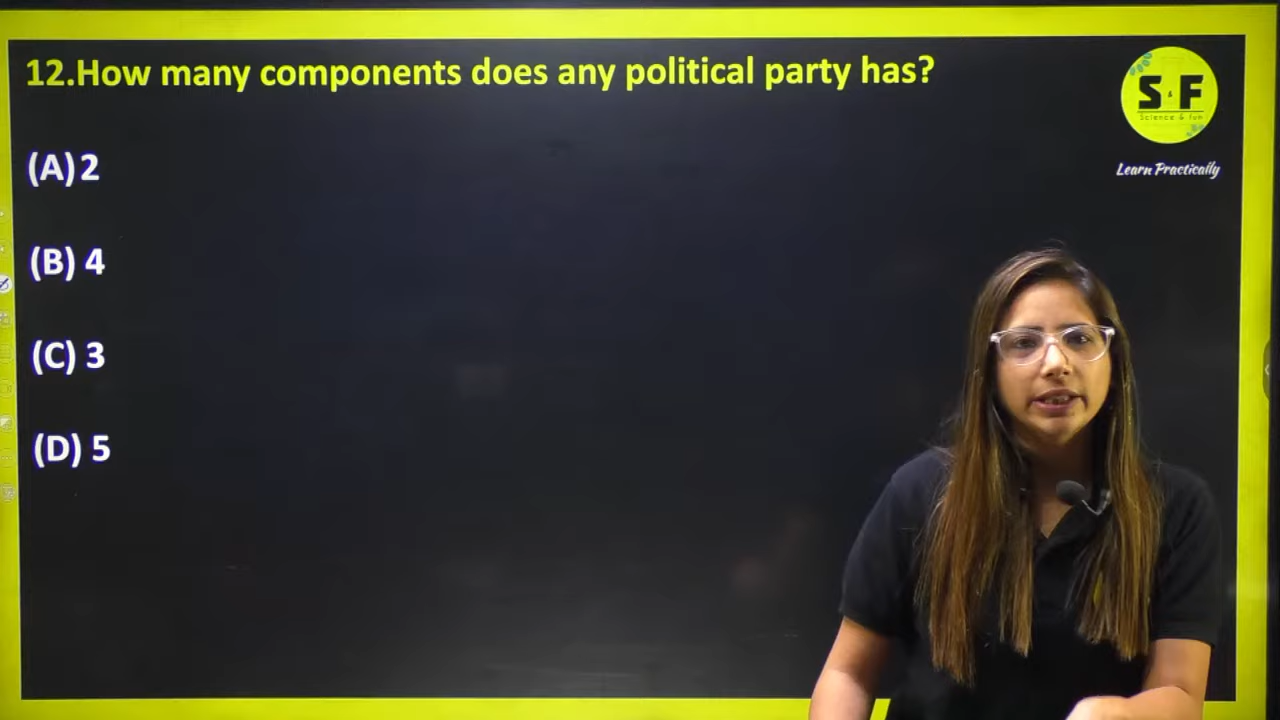 12.How many components does any political party has?
(A) 2
(B) 4
(C) 3
(D) 5
S & F
Science & fun
Learn Practically